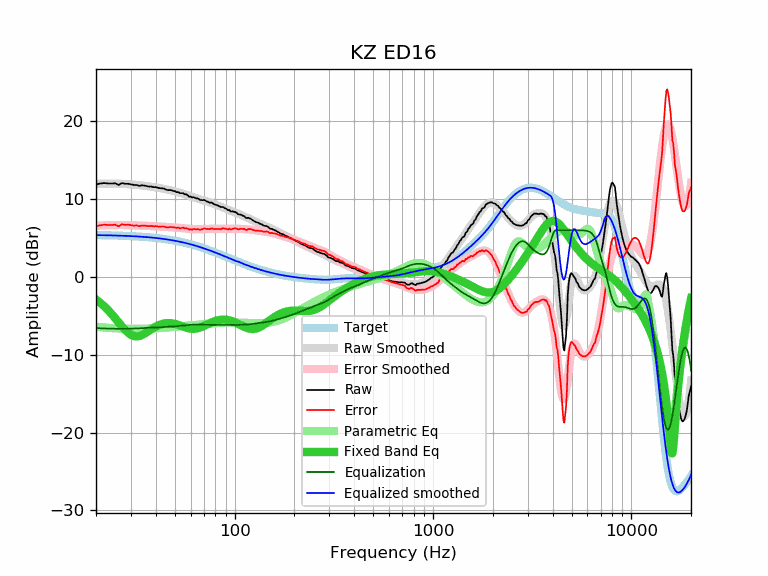 KZ ED16
Amplitude (dBr)
20
10
0
−10
−20
−30
Target
Raw Smoothed
Error Smoothed
Raw
Error
Parametric Eq
Fixed Band Eq
Equalization
Equalized smoothed
100
1000
10000
Frequency (Hz)